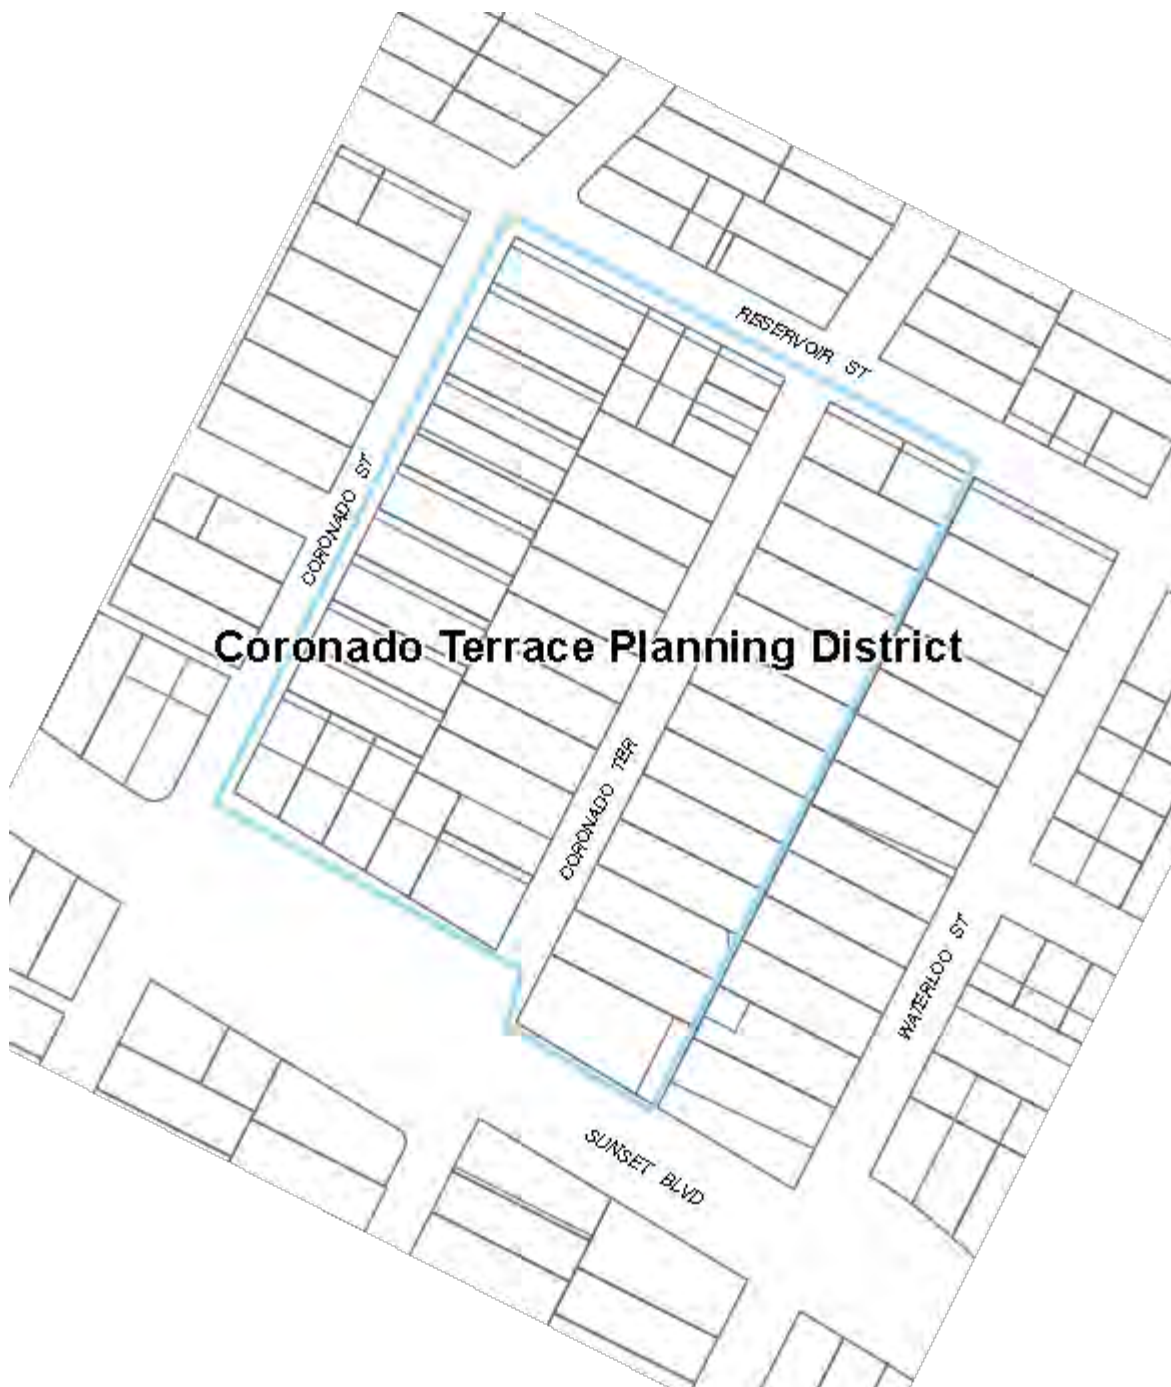 RESERVOIR ST
CORONADO ST
Coronado Terrace Planning District
CORONADO TER
WATERLOO ST
SUNSET BLVD